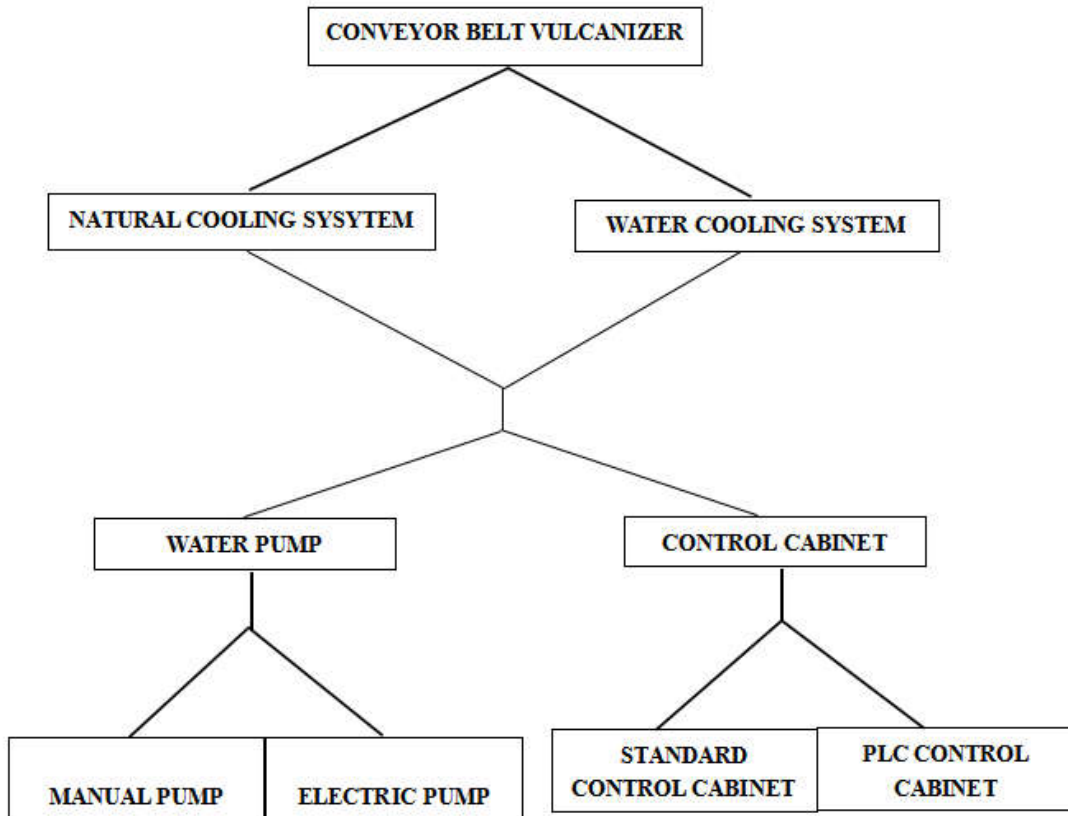 CONVEYOR BELT VULCANIZER
NATURAL COOLING SYSYTEM
WATER COOLING SYSTEM
WATER PUMP
CONTROL CABINET
MANUAL PUMP
ELECTRIC PUMP
STANDARD
CONTROL CABINET
PLC CONTROL
CABINET